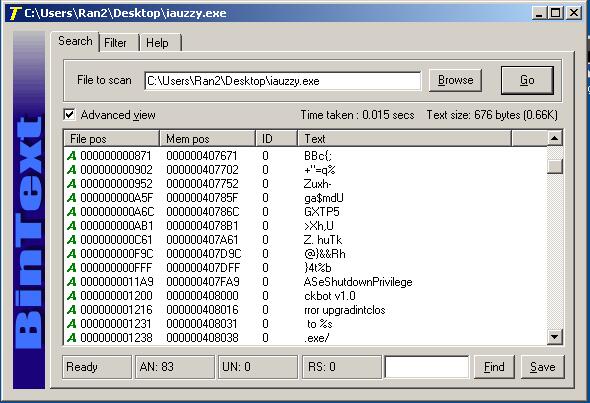 C:\Users\Ran2\Desktop\iauzzy.exe
Search Filter Help
File to scan C:\Users\Ran2\Desktop\iauzzy.exe Browse Go
Advanced view Time taken : 0.015 secs Text size: 676 bytes (0.66K)
File pos Mem pos ID Text
A 000000000871 000000407671 0 BBc{;
A 000000000902 000000407702 0 +"=q%
A 000000000952 000000407752 0 Zuxh-
A 000000000A5F 00000040785F 0 ga$mdU
A 000000000A6C 00000040786C 0 GXTP5
A 000000000AB1 0000004078B1 0 >Xh,U
A 000000000C61 000000407A61 0 Z. huTk
A 000000000F9C 000000407D9C 0 @}&&Rh
A 000000000FFF 000000407DFF 0 }4t%b
A 0000000011A9 000000407FA9 0 ASeShutdownPrivilege
A 000000001200 000000408000 0 ckbot v1.0
A 000000001216 000000408016 0 rror upgradintclos
A 000000001231 000000408031 0 to %s
A 000000001238 000000408038 0 .exe/
Ready AN: 83 UN: 0 RS: 0 Find Save
BinText